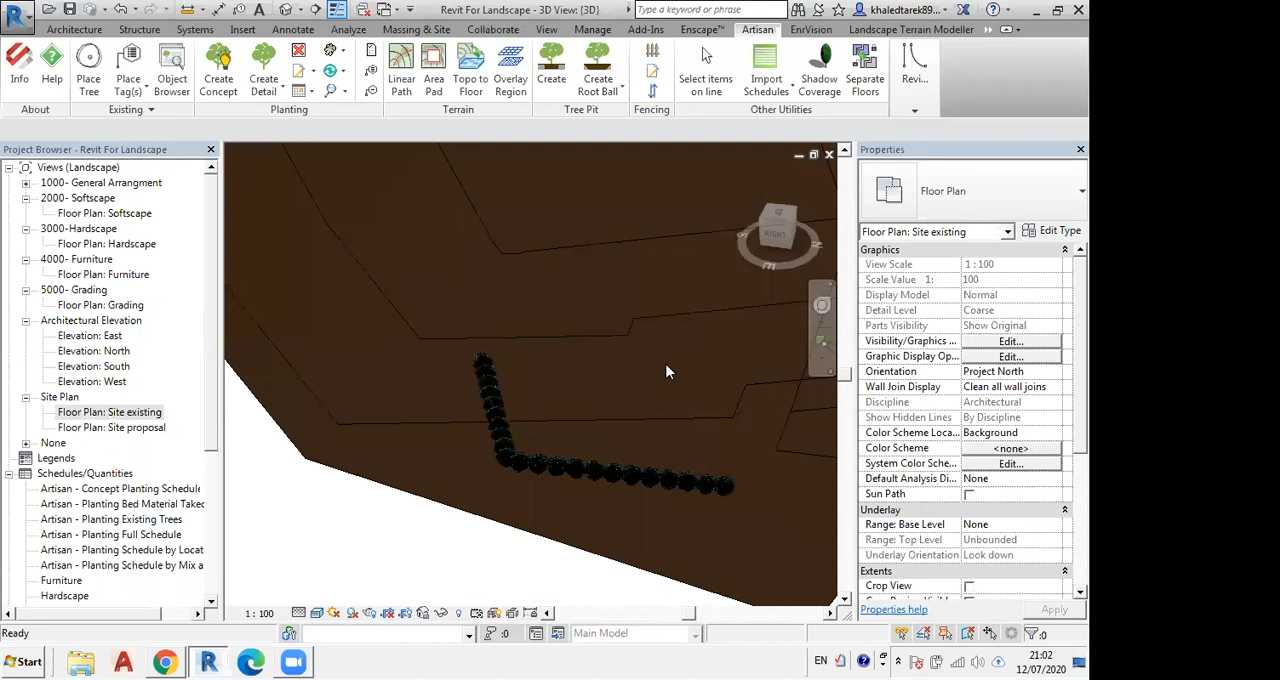 Revit For Landscape - 3D View: {3D}
Type a keyword or phrase
khaledtarek89...
Architecture Structure Systems Insert Annotate Analyze Massing & Site Collaborate View Manage Add-Ins Enscape™ Artisan EnVision Landscape Terrain Modeller
Info Help Place Tree Place Tag(s) Object Browser Create Concept Create Detail Linear Path Area Pad Topo to Floor Overlay Region Create Create Root Ball Select items on line Import Schedules Shadow Coverage Separate Floors Revi...
About Existing Planting Terrain Tree Pit Fencing Other Utilities
Project Browser - Revit For Landscape
Views (Landscape)
1000- General Arrangment
2000- Softscape
Floor Plan: Softscape
3000-Hardscape
Floor Plan: Hardscape
4000- Furniture
Floor Plan: Furniture
5000- Grading
Floor Plan: Grading
Architectural Elevation
Elevation: East
Elevation: North
Elevation: South
Elevation: West
Site Plan
Floor Plan: Site existing
Floor Plan: Site proposal
None
Legends
Schedules/Quantities
Artisan - Concept Planting Schedule
Artisan - Planting Bed Material Takec
Artisan - Planting Existing Trees
Artisan - Planting Full Schedule
Artisan - Planting Schedule by Locat
Artisan - Planting Schedule by Mix a
Furniture
Hardscape
RIGHT
1 : 100
Properties
Floor Plan
Floor Plan: Site existing Edit Type
Graphics
View Scale 1 : 100
Scale Value 1: 100
Display Model Normal
Detail Level Coarse
Parts Visibility Show Original
Visibility/Graphics ... Edit...
Graphic Display Op... Edit...
Orientation Project North
Wall Join Display Clean all wall joins
Discipline Architectural
Show Hidden Lines By Discipline
Color Scheme Loca... Background
Color Scheme <none>
System Color Sche... Edit...
Default Analysis Di... None
Sun Path
Underlay
Range: Base Level None
Range: Top Level Unbounded
Underlay Orientation Look down
Extents
Crop View
Properties help Apply
Ready :0 Main Model :0
Start EN 21:02
12/07/2020